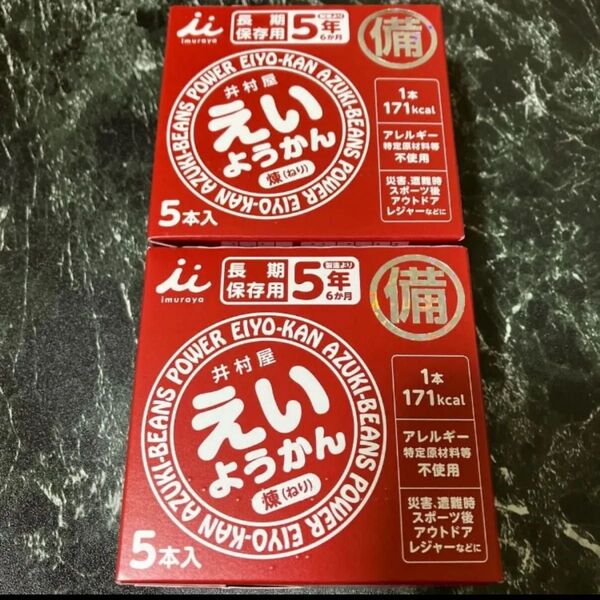 imuraya
長期
保存用
製造より
5年
6か月
備
AZUKI-BEANS POWER EIYO-KAN AZUKI-BEANS POWER EIYO-KAN
井村屋
えい
ようかん
煉(ねり)
5本入
1本
171kcal
アレルギー
特定原材料等
不使用
災害、遭難時
スポーツ後
アウトドア
レジャーなどに
imuraya
長期
保存用
製造より
5年
6か月
備
AZUKI-BEANS POWER EIYO-KAN AZUKI-BEANS POWER EIYO-KAN
井村屋
えい
ようかん
煉(ねり)
5本入
1本
171kcal
アレルギー
特定原材料等
不使用
災害、遭難時
スポーツ後
アウトドア
レジャーなどに